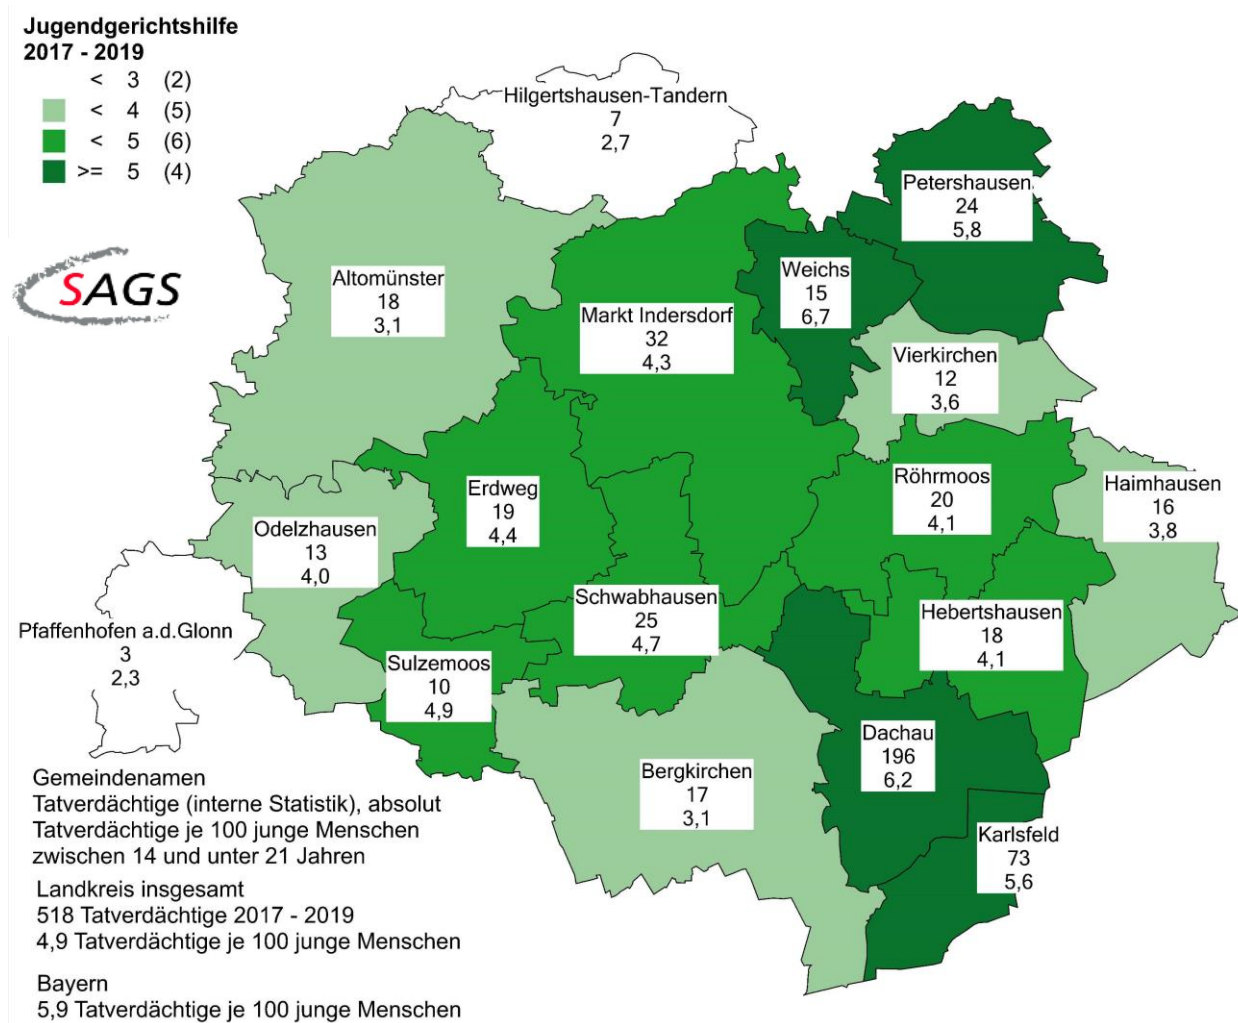 Jugendgerichtshilfe
2017 - 2019
< 3 (2)
< 4 (5)
< 5 (6)
>= 5 (4)
SAGS
Hilgertshausen-Tandern
7
2,7
Petershausen
24
5,8
Altomünster
18
3,1
Weichs
15
6,7
Markt Indersdorf
32
4,3
Vierkirchen
12
3,6
Erdweg
19
4,4
Röhrmoos
20
4,1
Haimhausen
16
3,8
Odelzhausen
13
4,0
Schwabhausen
25
4,7
Hebertshausen
18
4,1
Pfaffenhofen a.d.Glonn
3
2,3
Sulzemoos
10
4,9
Dachau
196
6,2
Bergkirchen
17
3,1
Karlsfeld
73
5,6
Gemeindenamen
Tatverdächtige (interne Statistik), absolut
Tatverdächtige je 100 junge Menschen
zwischen 14 und unter 21 Jahren
Landkreis insgesamt
518 Tatverdächtige 2017 - 2019
4,9 Tatverdächtige je 100 junge Menschen
Bayern
5,9 Tatverdächtige je 100 junge Menschen